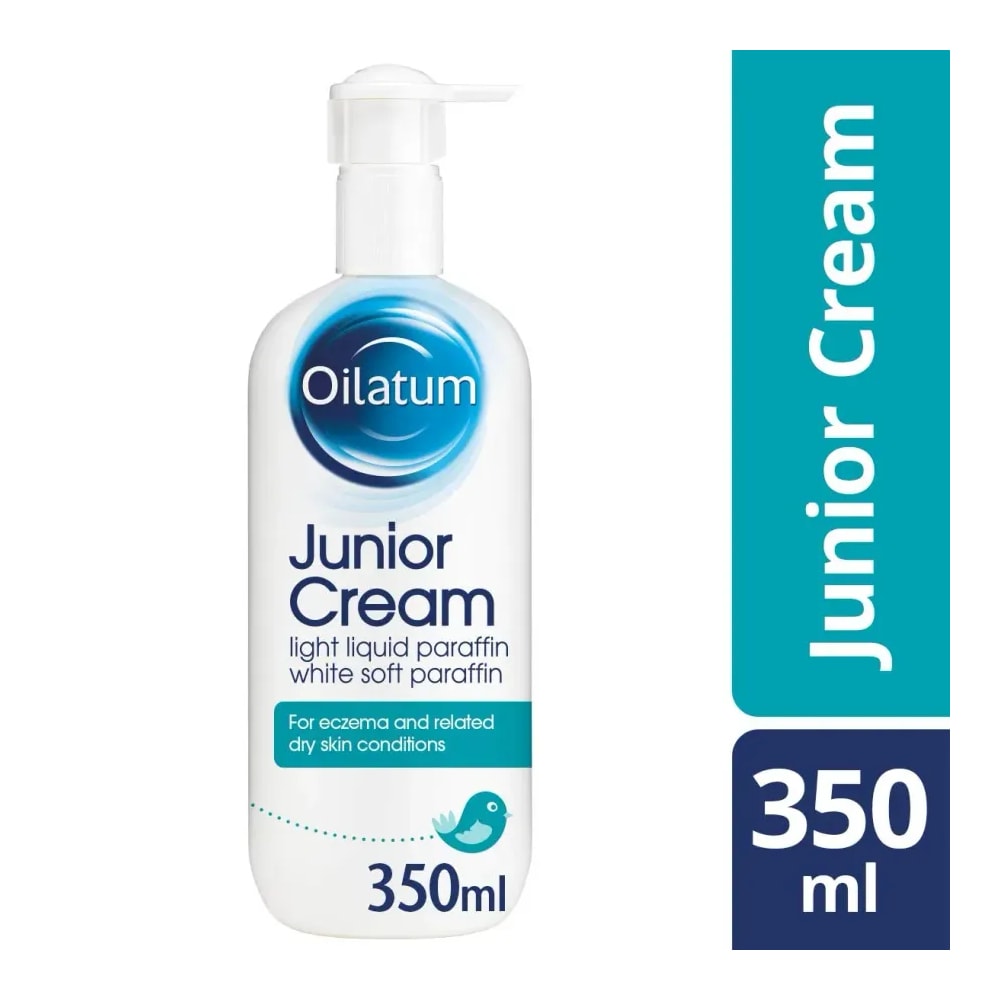 Oilatum
Junior
Cream
light liquid paraffin
white soft paraffin
For eczema and related
dry skin conditions
350ml
Junior Cream
350
ml